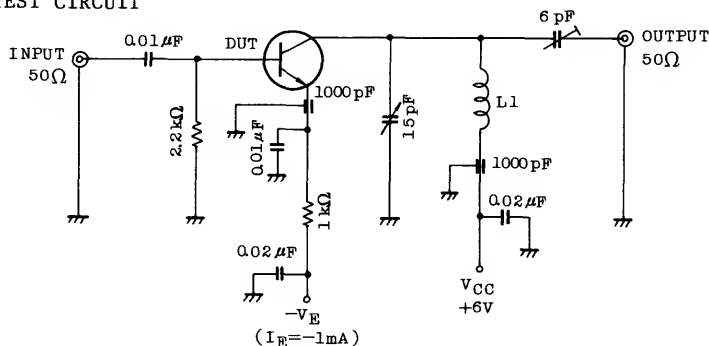 TEST CIRCUIT
INPUT
50Ω
0.01μF
2.2kΩ
DUT
1000pF
0.01μF
1kΩ
0.02μF
-VE
(IE=-1mA)
15pF
L1
1000pF
0.02μF
VCC
+6V
6pF
OUTPUT
50Ω